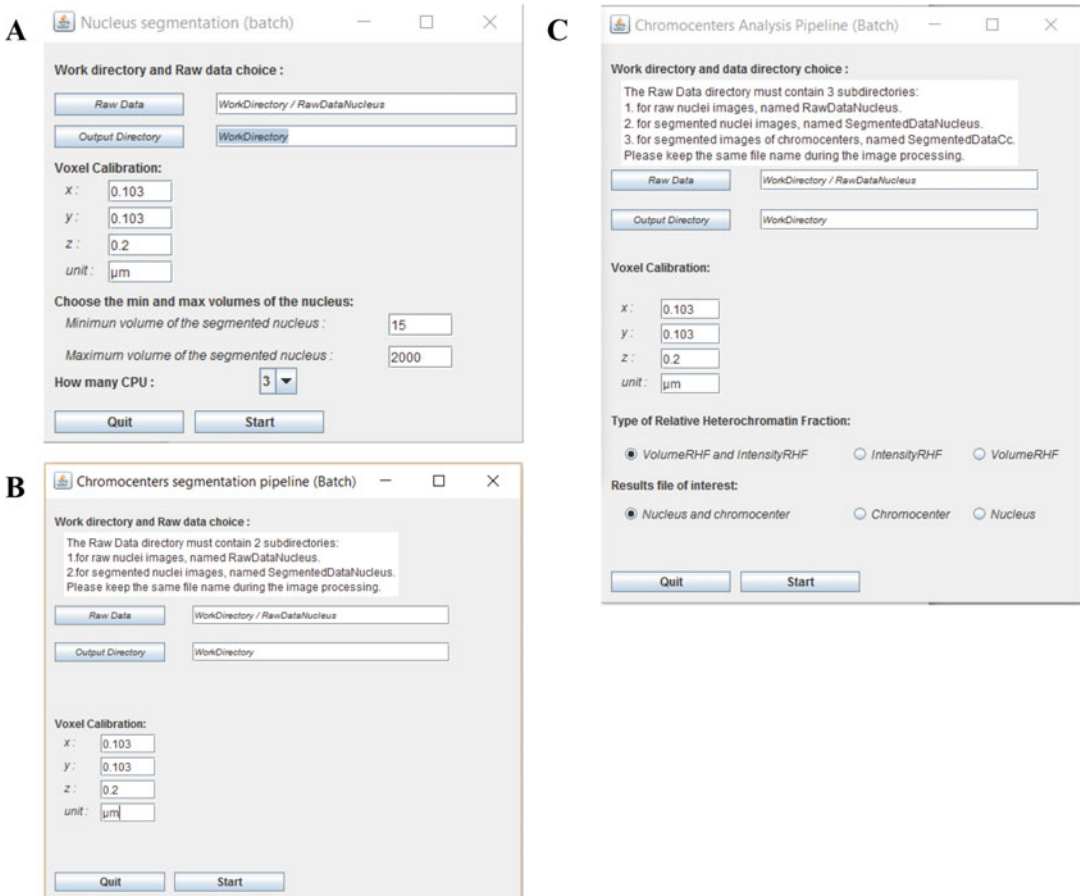 A
Nucleus segmentation (batch)
Work directory and Raw data choice :
Raw Data
WorkDirectory / RawDataNucleus
Output Directory
WorkDirectory
Voxel Calibration:
x :
0.103
y :
0.103
z :
0.2
unit :
µm
Choose the min and max volumes of the nucleus:
Minimun volume of the segmented nucleus :
15
Maximum volume of the segmented nucleus :
2000
How many CPU :
3
Quit
Start
B
Chromocenters segmentation pipeline (Batch)
Work directory and Raw data choice :
The Raw Data directory must contain 2 subdirectories:
1.for raw nuclei images, named RawDataNucleus.
2.for segmented nuclei images, named SegmentedDataNucleus.
Please keep the same file name during the image processing.
Raw Data
WorkDirectory / RawDataNucleus
Output Directory
WorkDirectory
Voxel Calibration:
x :
0.103
y :
0.103
z :
0.2
unit :
µm
Quit
Start
C
Chromocenters Analysis Pipeline (Batch)
Work directory and data directory choice :
The Raw Data directory must contain 3 subdirectories:
1. for raw nuclei images, named RawDataNucleus.
2. for segmented nuclei images, named SegmentedDataNucleus.
3. for segmented images of chromocenters, named SegmentedDataCc.
Please keep the same file name during the image processing.
Raw Data
WorkDirectory / RawDataNucleus
Output Directory
WorkDirectory
Voxel Calibration:
x :
0.103
y :
0.103
z :
0.2
unit :
µm
Type of Relative Heterochromatin Fraction:
VolumeRHF and IntensityRHF
IntensityRHF
VolumeRHF
Results file of interest:
Nucleus and chromocenter
Chromocenter
Nucleus
Quit
Start